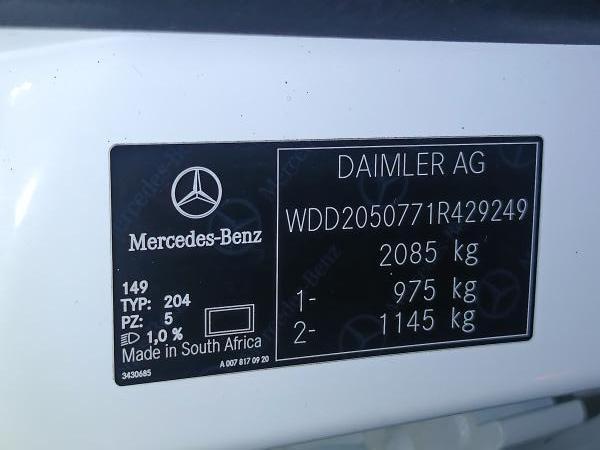 Mercedes-Benz
149
TYP: 204
PZ: 5
1,0 %
Made in South Africa
3430685
A 007 817 09 20
DAIMLER AG
WDD2050771R429249
2085 kg
1- 975 kg
2- 1145 kg